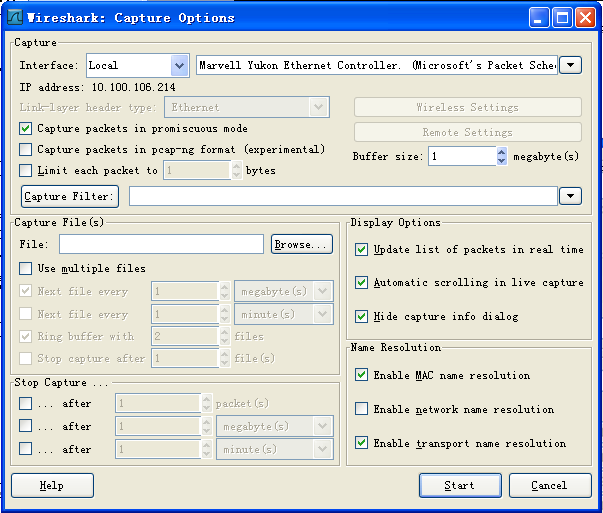 Wireshark: Capture Options
Capture
Interface: Local Marvell Yukon Ethernet Controller. (Microsoft's Packet Sche
IP address: 10.100.106.214
Link-layer header type: Ethernet
Wireless Settings
Capture packets in promiscuous mode
Remote Settings
Capture packets in pcap-ng format (experimental)
Buffer size: 1 megabyte(s)
Limit each packet to 1 bytes
Capture Filter:
Capture File(s)
File: Browse...
Use multiple files
Next file every 1 megabyte(s)
Next file every 1 minute(s)
Ring buffer with 2 files
Stop capture after 1 file(s)
Stop Capture ...
... after 1 packet(s)
... after 1 megabyte(s)
... after 1 minute(s)
Display Options
Update list of packets in real time
Automatic scrolling in live capture
Hide capture info dialog
Name Resolution
Enable MAC name resolution
Enable network name resolution
Enable transport name resolution
Help Start Cancel